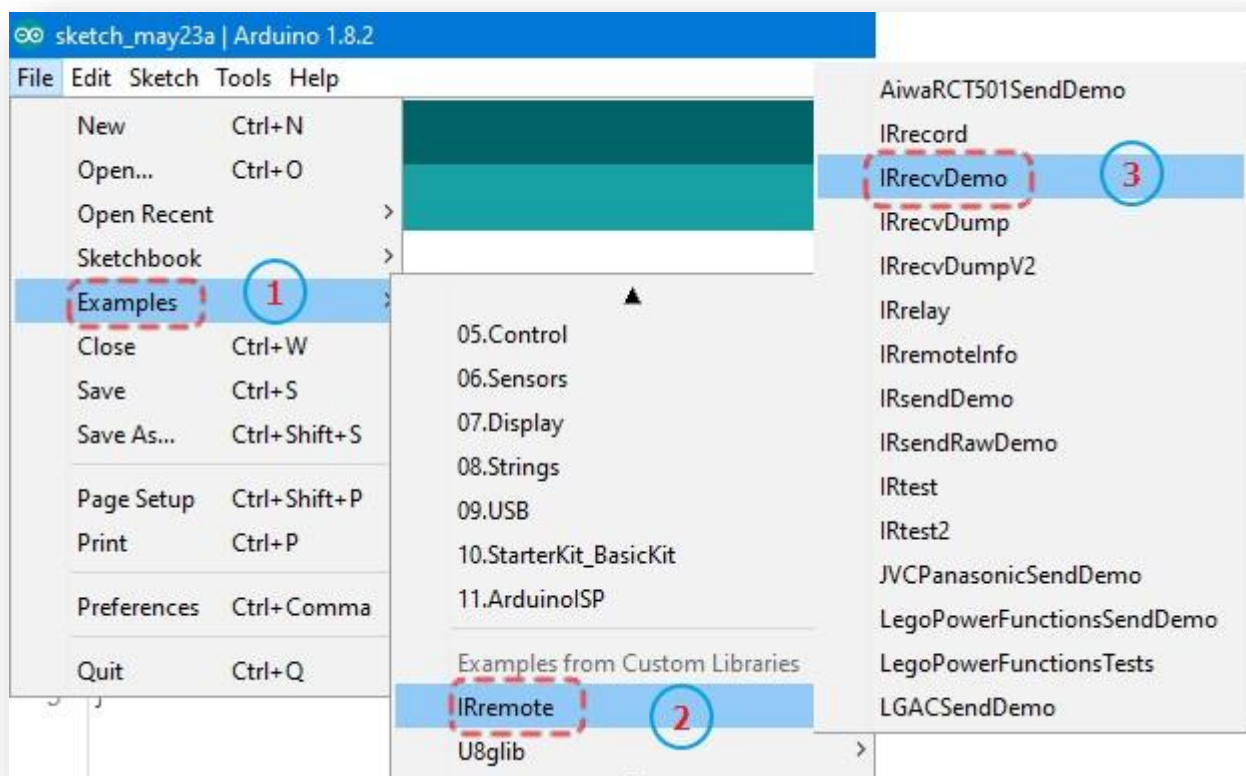 sketch_may23a | Arduino 1.8.2
File Edit Sketch Tools Help
New Ctrl+N
Open... Ctrl+O
Open Recent
Sketchbook
Examples 1
Close Ctrl+W
Save Ctrl+S
Save As... Ctrl+Shift+S
Page Setup Ctrl+Shift+P
Print Ctrl+P
Preferences Ctrl+Comma
Quit Ctrl+Q
05.Control
06.Sensors
07.Display
08.Strings
09.USB
10.StarterKit_BasicKit
11.ArduinoISP
Examples from Custom Libraries
IRremote 2
U8glib
AiwaRCT501SendDemo
IRrecord
IRrecvDemo 3
IRrecvDump
IRrecvDumpV2
IRrelay
IRremoteInfo
IRsendDemo
IRsendRawDemo
IRtest
IRtest2
JVCPanasonicSendDemo
LegoPowerFunctionsSendDemo
LegoPowerFunctionsTests
LGACSendDemo